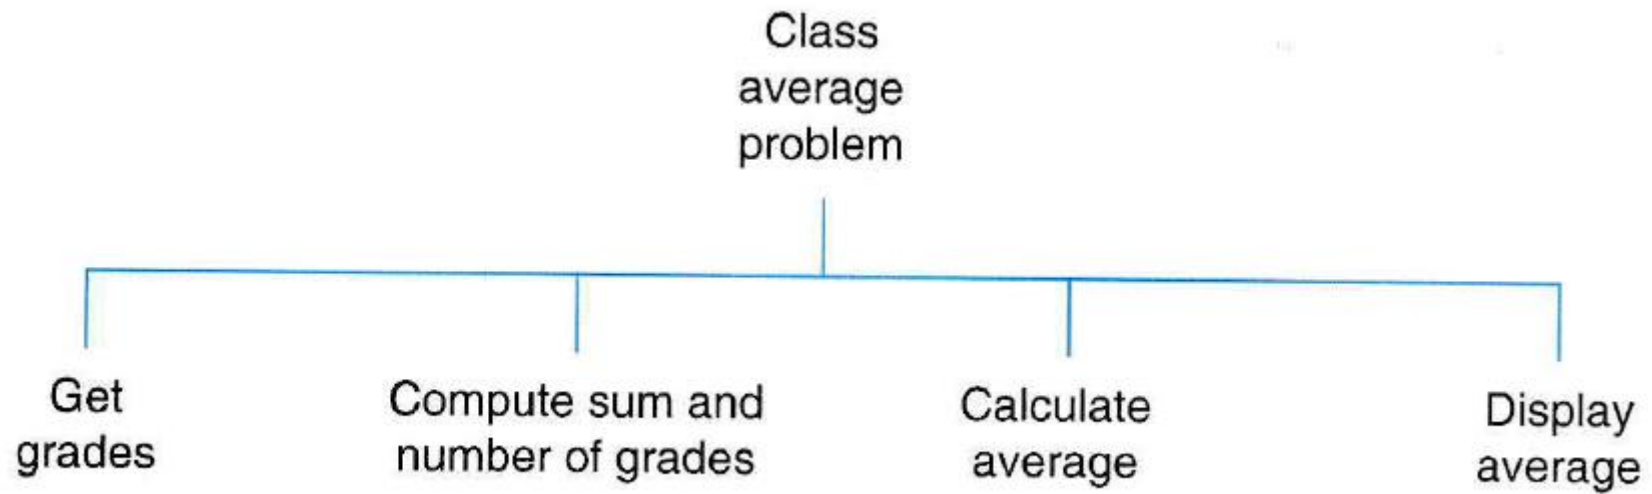 Class
average
problem
Get
grades
Compute sum and
number of grades
Calculate
average
Display
average